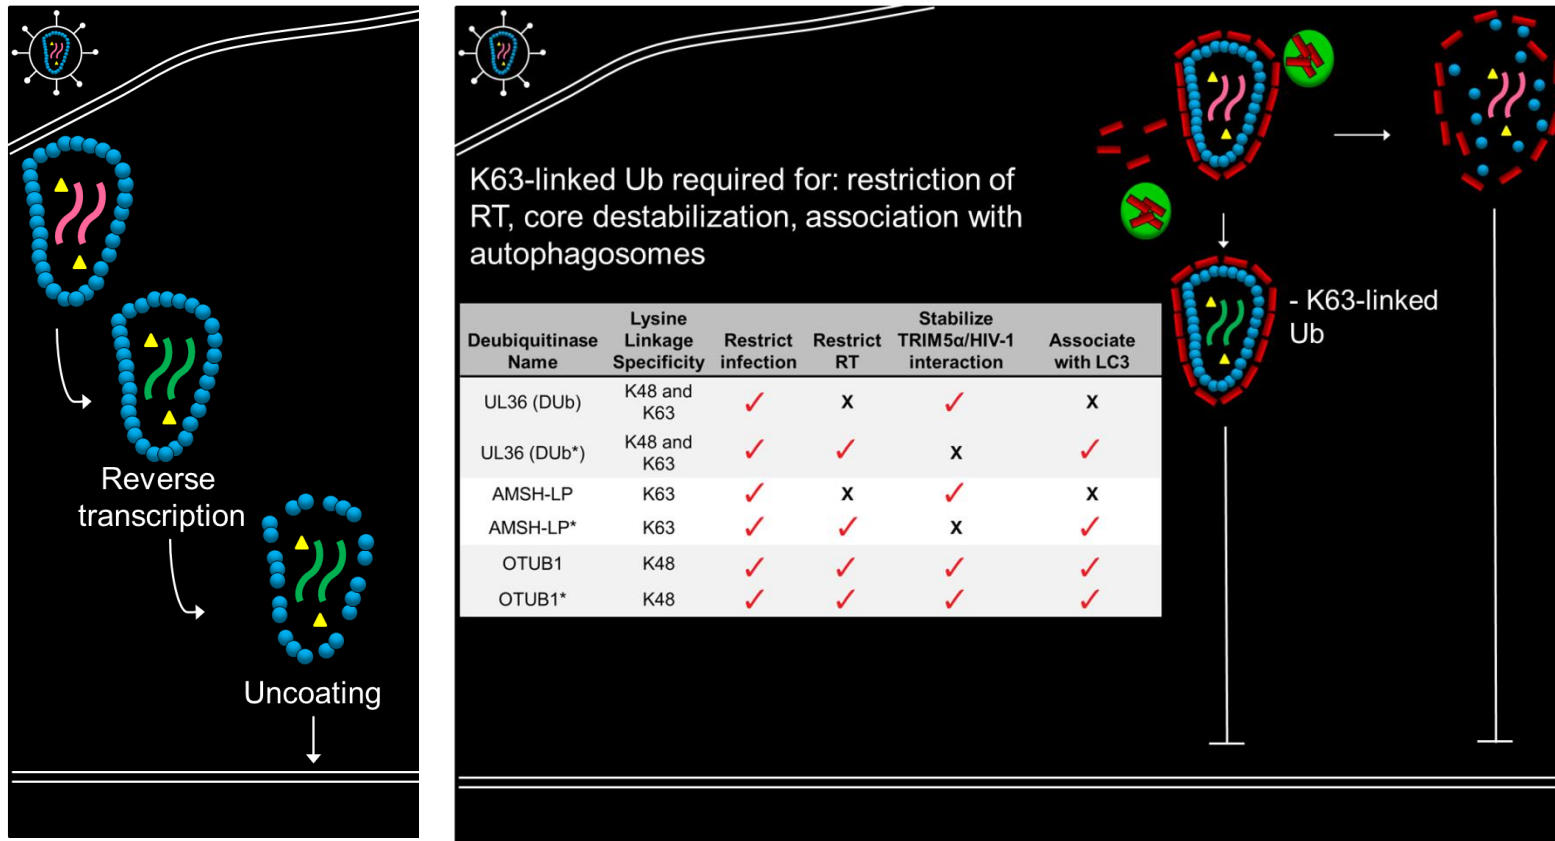 Reverse
transcription
Uncoating
K63-linked Ub required for: restriction of
RT, core destabilization, association with
autophagosomes
- K63-linked
Ub
Deubiquitinase Name Lysine Linkage Specificity Restrict infection Restrict RT Stabilize TRIM5α/HIV-1 interaction Associate with LC3
UL36 (DUb) K48 and K63 ✓ X ✓ X
UL36 (DUb*) K48 and K63 ✓ ✓ X ✓
AMSH-LP K63 ✓ X ✓ X
AMSH-LP* K63 ✓ ✓ X ✓
OTUB1 K48 ✓ ✓ ✓ ✓
OTUB1* K48 ✓ ✓ ✓ ✓